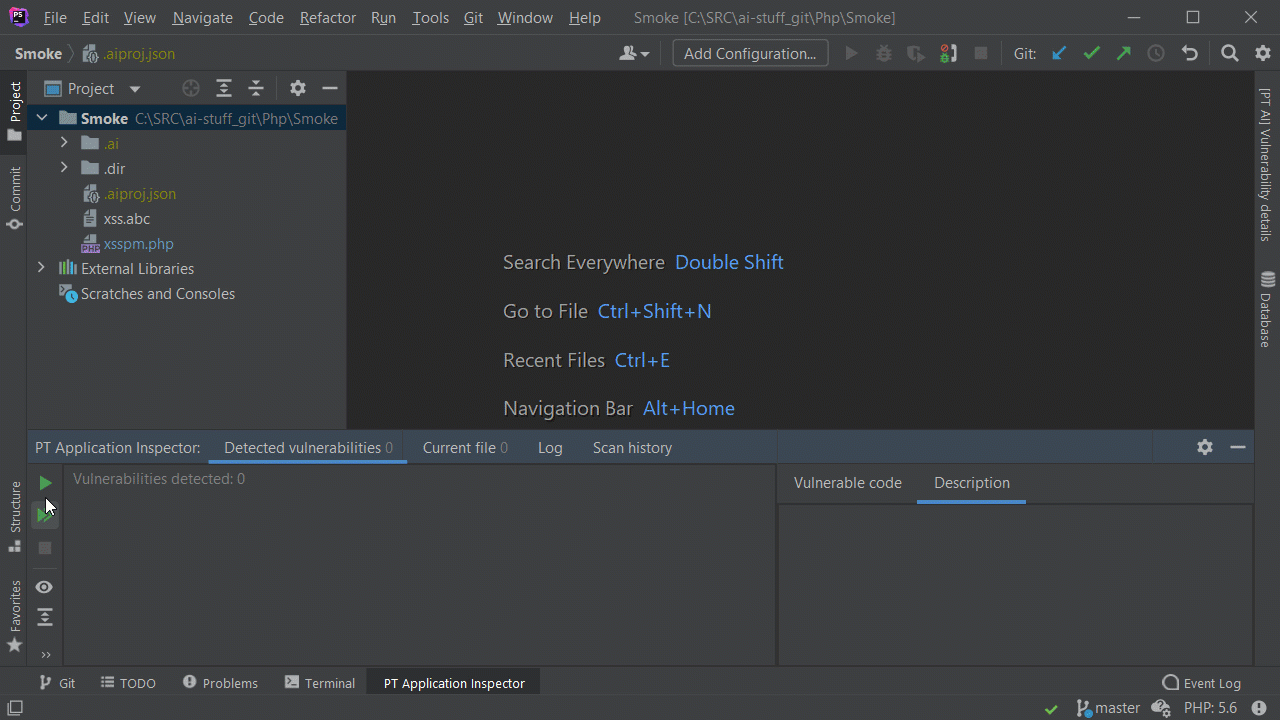 PS File Edit View Navigate Code Refactor Run Tools Git Window Help Smoke [C:\SRC\ai-stuff_git\Php\Smoke]
Smoke .aiproj.json Add Configuration... Git:
Project
Project
Smoke C:\SRC\ai-stuff_git\Php\Smoke
.ai
.dir
.aiproj.json
xss.abc
PHP xsspm.php
External Libraries
Scratches and Consoles
Commit
Structure
Favorites
Search Everywhere Double Shift
Go to File Ctrl+Shift+N
Recent Files Ctrl+E
Navigation Bar Alt+Home
[PT AI] Vulnerability details
Database
PT Application Inspector: Detected vulnerabilities 0 Current file 0 Log Scan history
Vulnerabilities detected: 0
Vulnerable code Description
»
Git TODO Problems Terminal PT Application Inspector Event Log
master PHP: 5.6